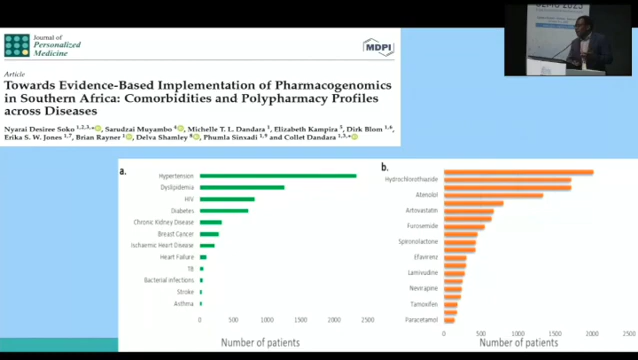 Journal of
Personalized
Medicine
MDPI
Article
Towards Evidence-Based Implementation of Pharmacogenomics
in Southern Africa: Comorbidities and Polypharmacy Profiles
across Diseases
Nyarai Desiree Soko 1,2,3,*, Sarudzai Muyambo 4, Michelle T. L. Dandara 1, Elizabeth Kampira 5, Dirk Blom 1,6,
Erika S. W. Jones 1,7, Brian Rayner 1, Delva Shamley 8, Phumla Sinxadi 1,9 and Collet Dandara 1,3,*
a.
Hypertension
Dyslipidemia
HIV
Diabetes
Chronic Kidney Disease
Breast Cancer
Ischaemic Heart Disease
Heart Failure
TB
Bacterial Infections
Stroke
Asthma
0 500 1000 1500 2000 2500
Number of patients
b.
Hydrochlorothiazide
Atenolol
Artovastatin
Furosemide
Spironolactone
Efavirenz
Lamivudine
Nevirapine
Tamoxifen
Paracetamol
0 500 1000 1500 2000 2500
Number of patients